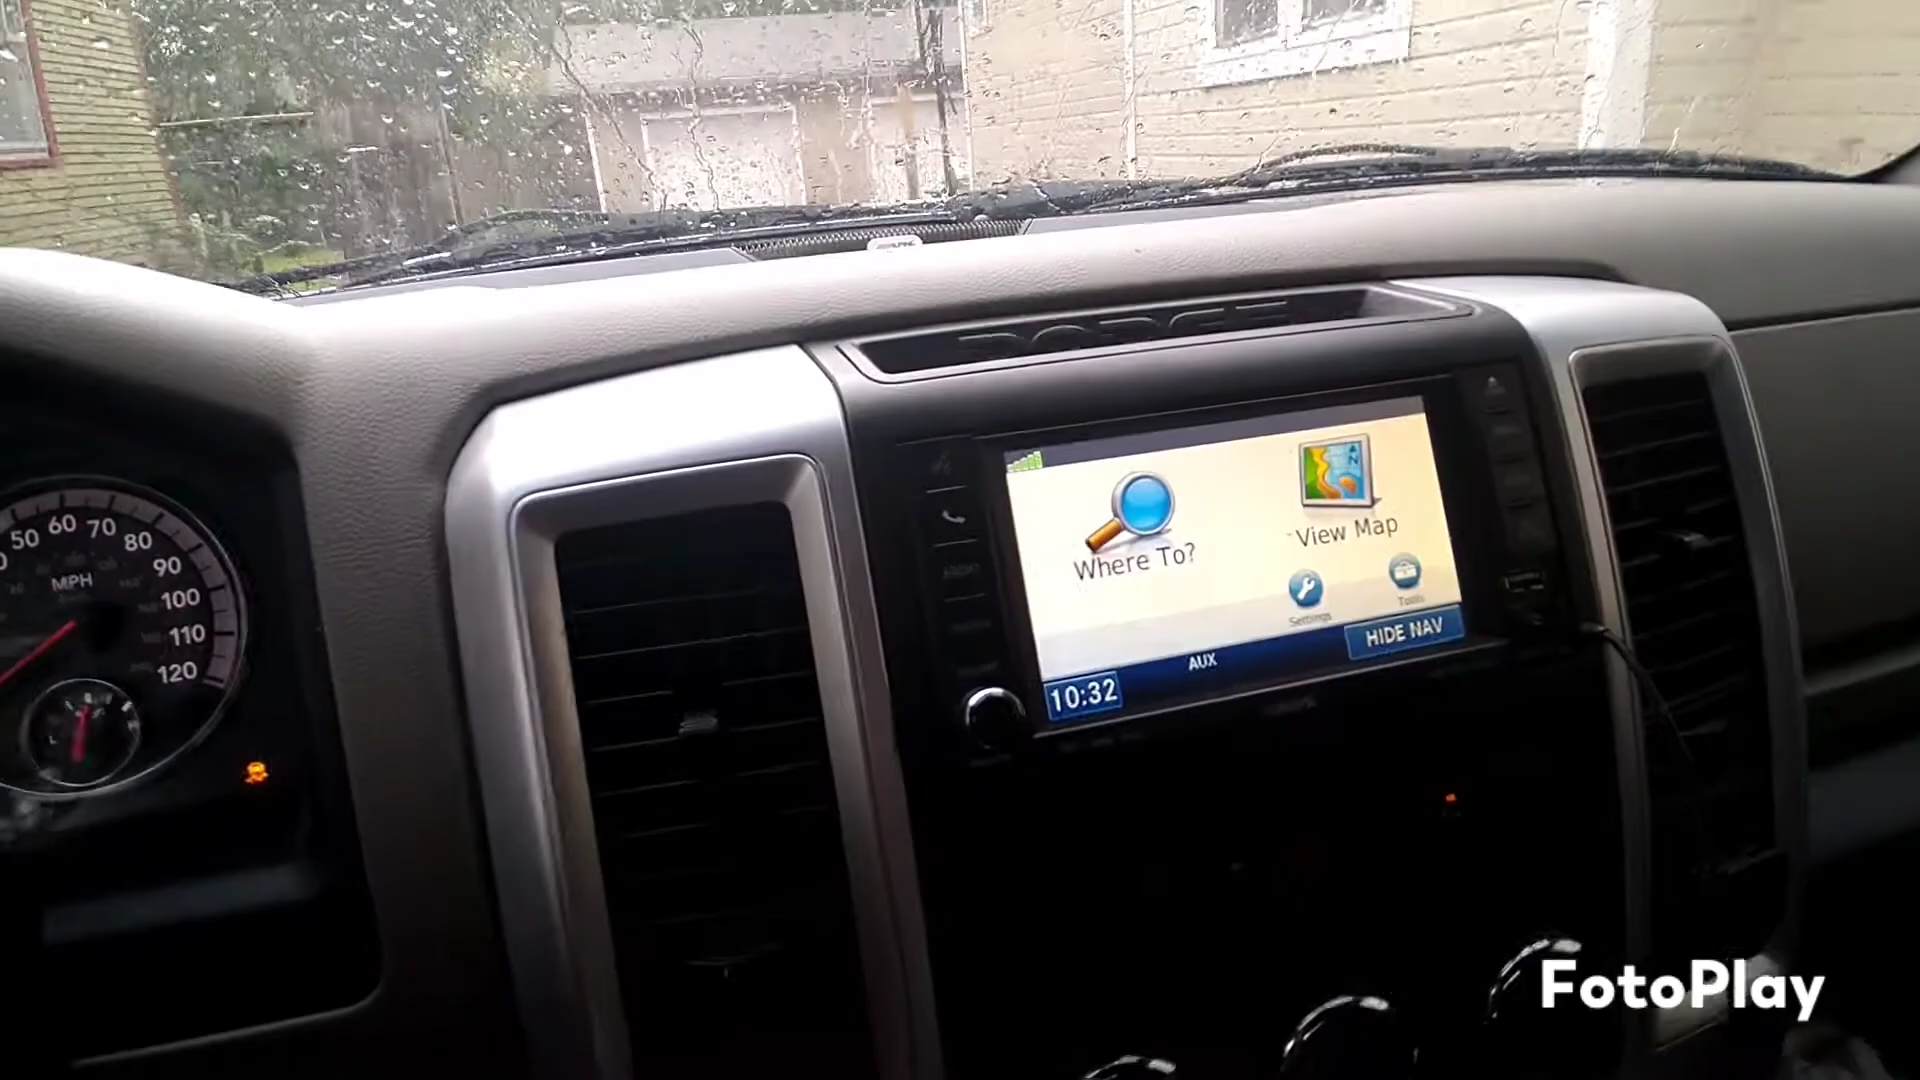 DODGE
50 60 70 80 90 100 110 120
MPH
Where To?
View Map
Settings
Tools
HIDE NAV
AUX
10:32
FotoPlay